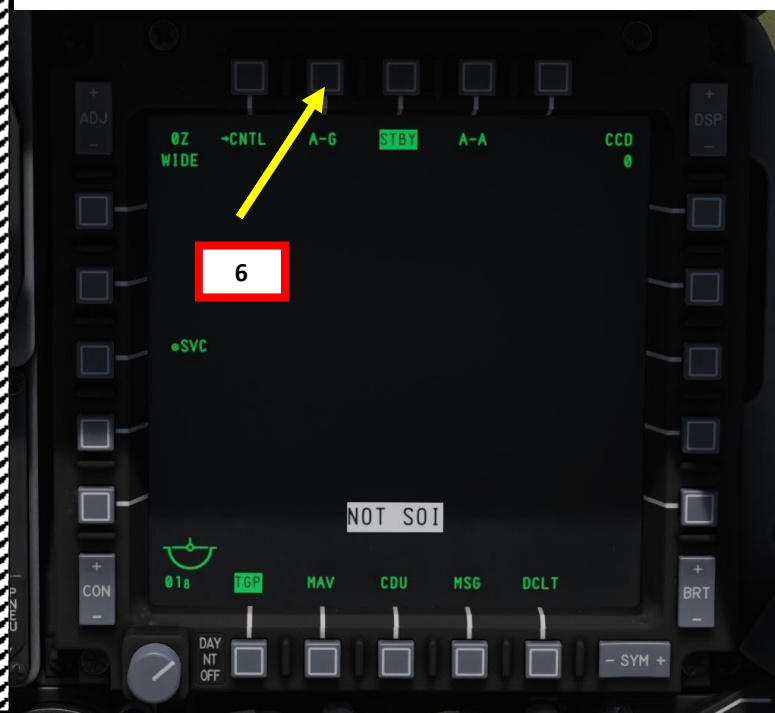 +
ADJ
−
+
DSP
−
0Z →CNTL A-G STBY A-A CCD
WIDE 0
6
SVC
NOT SOI
+
CON
−
+
BRT
−
018 TGP MAV CDU MSG DCLT
DAY
NT
OFF
- SYM +